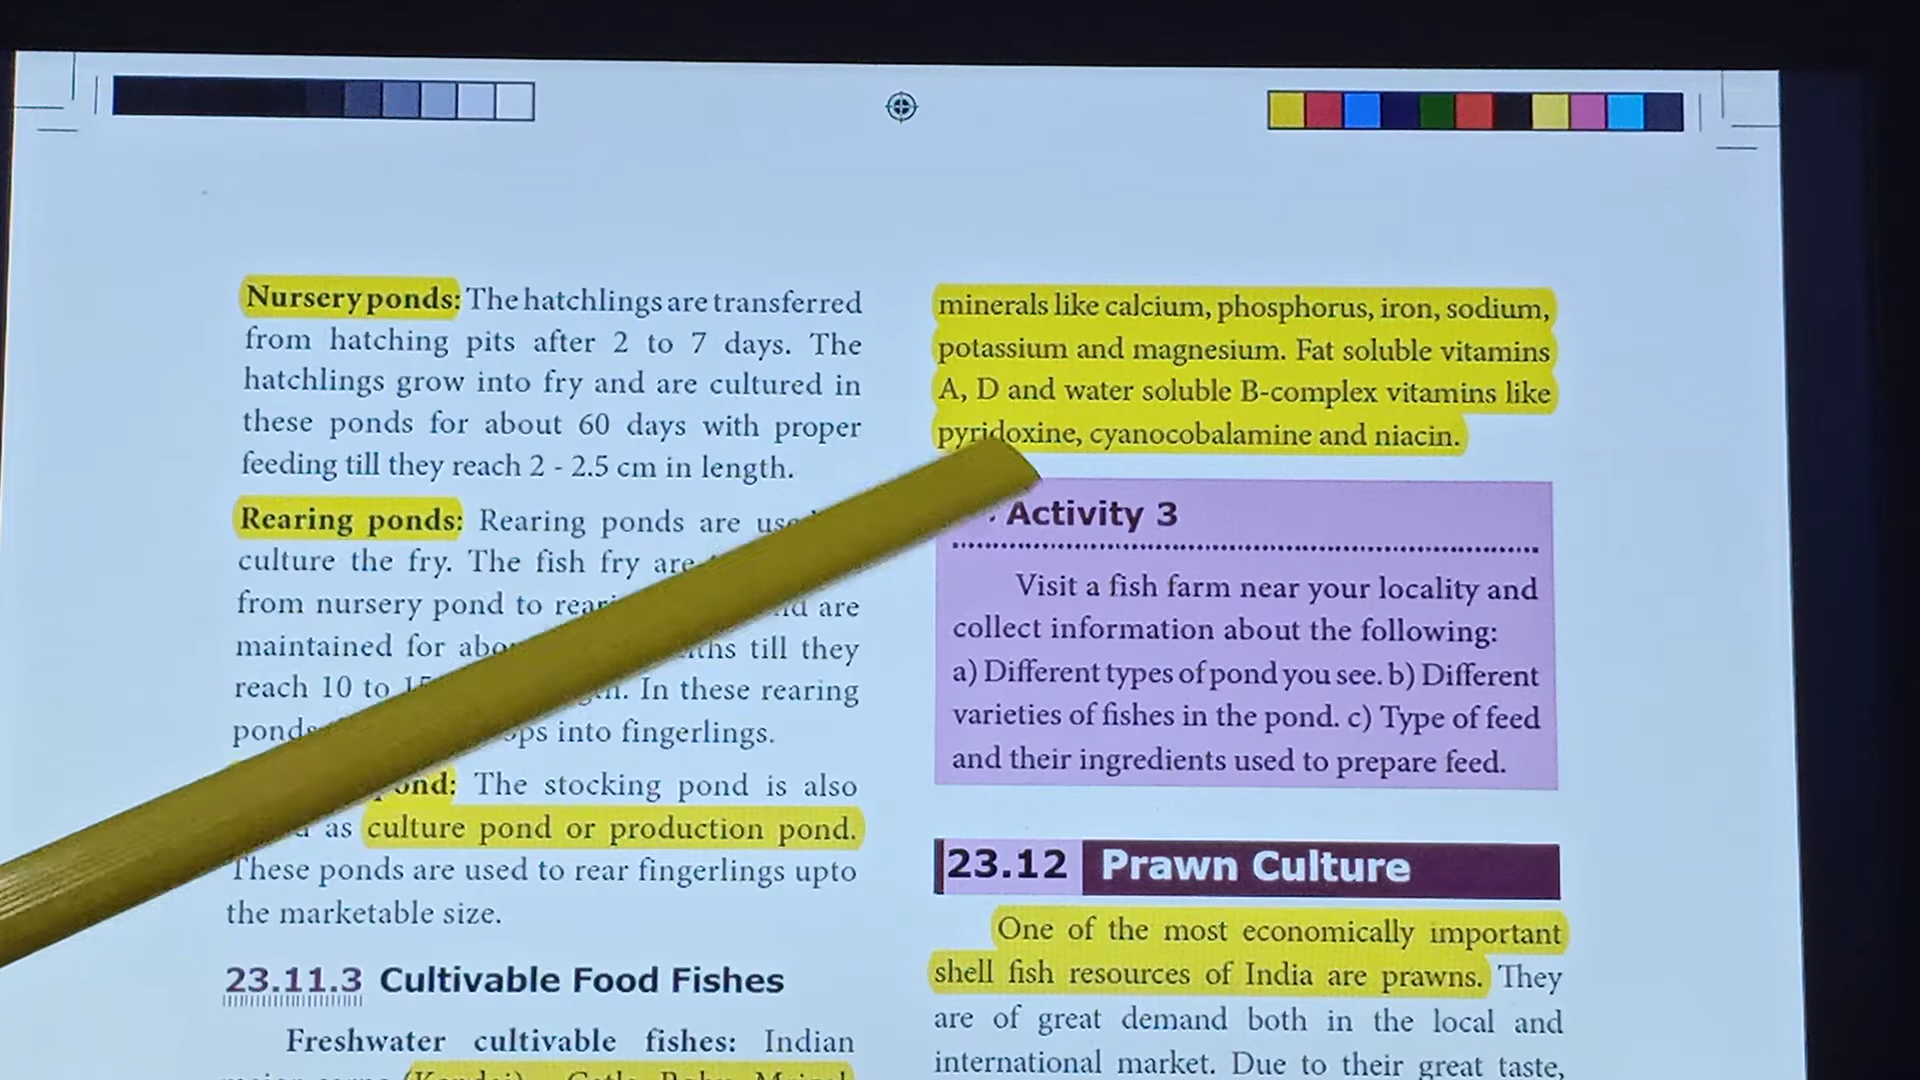 Nursery ponds: The hatchlings are transferred
from hatching pits after 2 to 7 days. The
hatchlings grow into fry and are cultured in
these ponds for about 60 days with proper
feeding till they reach 2 - 2.5 cm in length.
Rearing ponds: Rearing ponds are
culture the fry. The fish fry are
from nursery pond to are
maintained for till they
reach 10 to In these rearing
into fingerlings.
The stocking pond is also
as culture pond or production pond.
These ponds are used to rear fingerlings upto
the marketable size.
23.11.3 Cultivable Food Fishes
Freshwater cultivable fishes: Indian
minerals like calcium, phosphorus, iron, sodium,
potassium and magnesium. Fat soluble vitamins
A, D and water soluble B-complex vitamins like
pyridoxine, cyanocobalamine and niacin.
Activity 3
Visit a fish farm near your locality and
collect information about the following:
a) Different types of pond you see. b) Different
varieties of fishes in the pond. c) Type of feed
and their ingredients used to prepare feed.
23.12 Prawn Culture
One of the most economically important
shell fish resources of India are prawns. They
are of great demand both in the local and
international market. Due to their great taste,